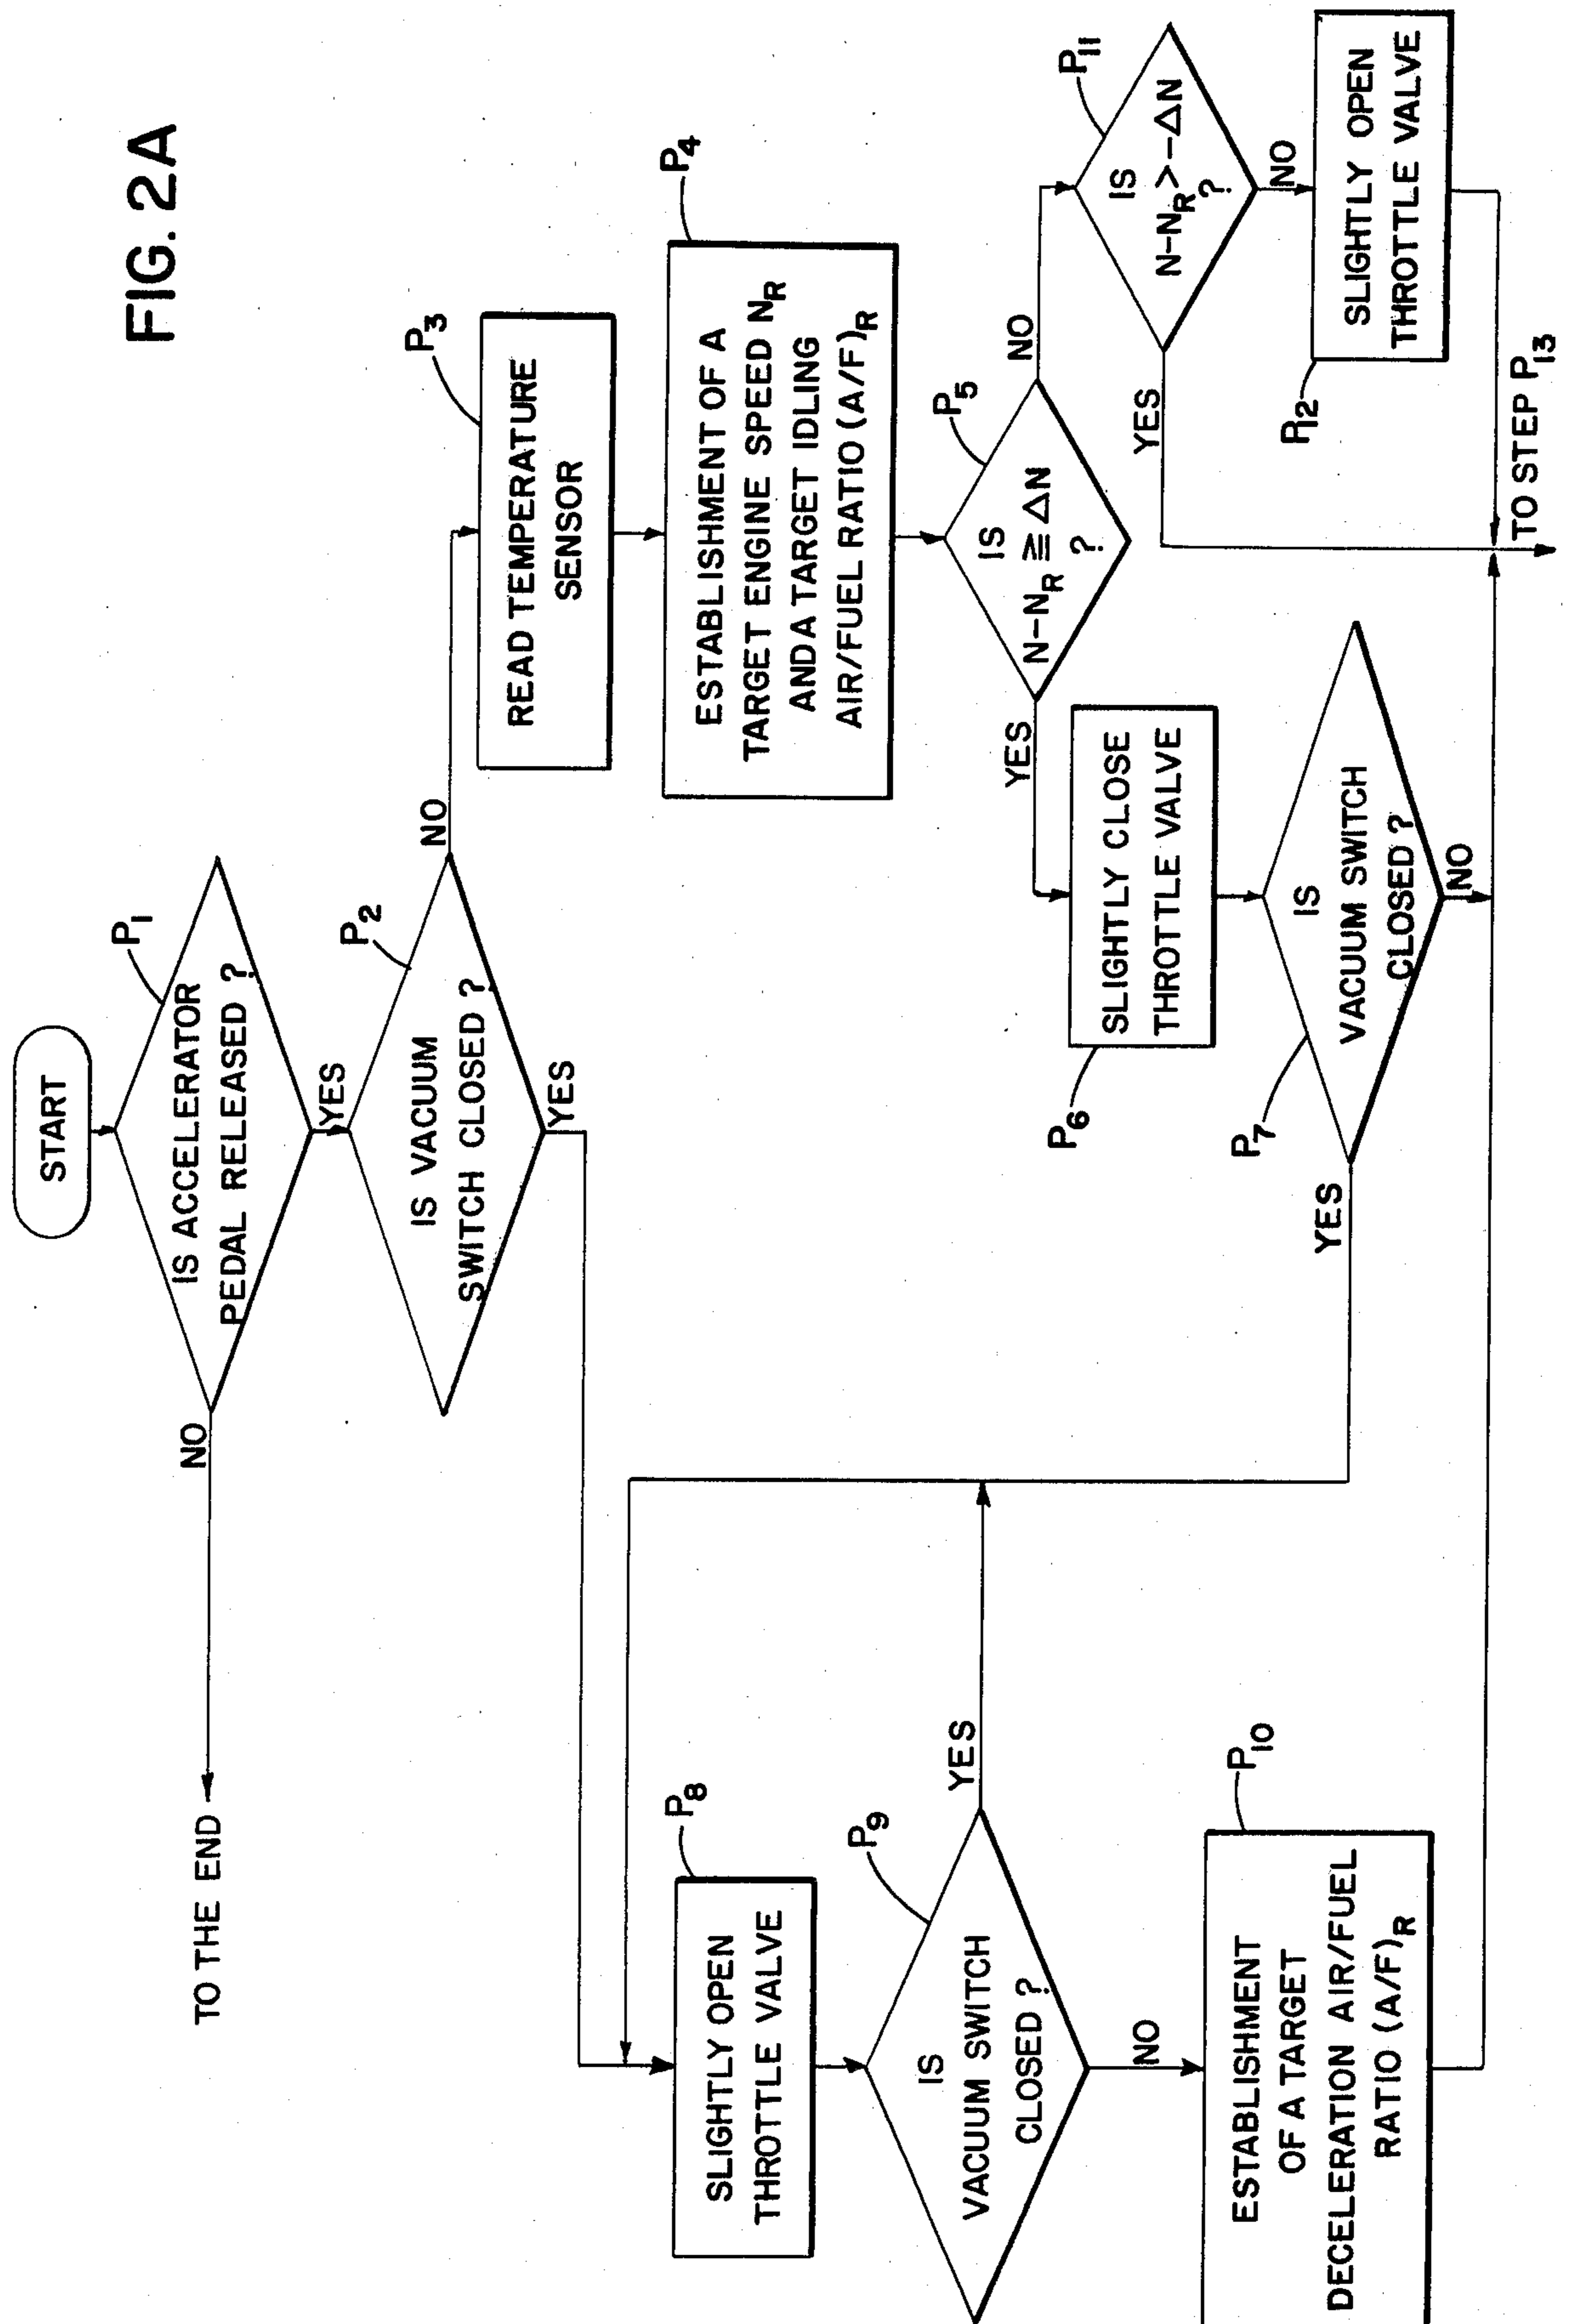 FIG. 2A
START
P1
IS ACCELERATOR
PEDAL RELEASED ?
NO
TO THE END
YES
P2
IS VACUUM
SWITCH CLOSED ?
NO
YES
P3
READ TEMPERATURE
SENSOR
P4
ESTABLISHMENT OF A
TARGET ENGINE SPEED NR
AND A TARGET IDLING
AIR/FUEL RATIO (A/F)R
P5
IS
N-NR ≧ ΔN
?
YES
NO
P6
SLIGHTLY CLOSE
THROTTLE VALVE
P7
IS
VACUUM SWITCH
CLOSED ?
YES
NO
P8
SLIGHTLY OPEN
THROTTLE VALVE
P9
IS
VACUUM SWITCH
CLOSED ?
YES
NO
P10
ESTABLISHMENT
OF A TARGET
DECELERATION AIR/FUEL
RATIO (A/F)R
P11
IS
N-NR > -ΔN
?
YES
NO
R2
SLIGHTLY OPEN
THROTTLE VALVE
TO STEP P13